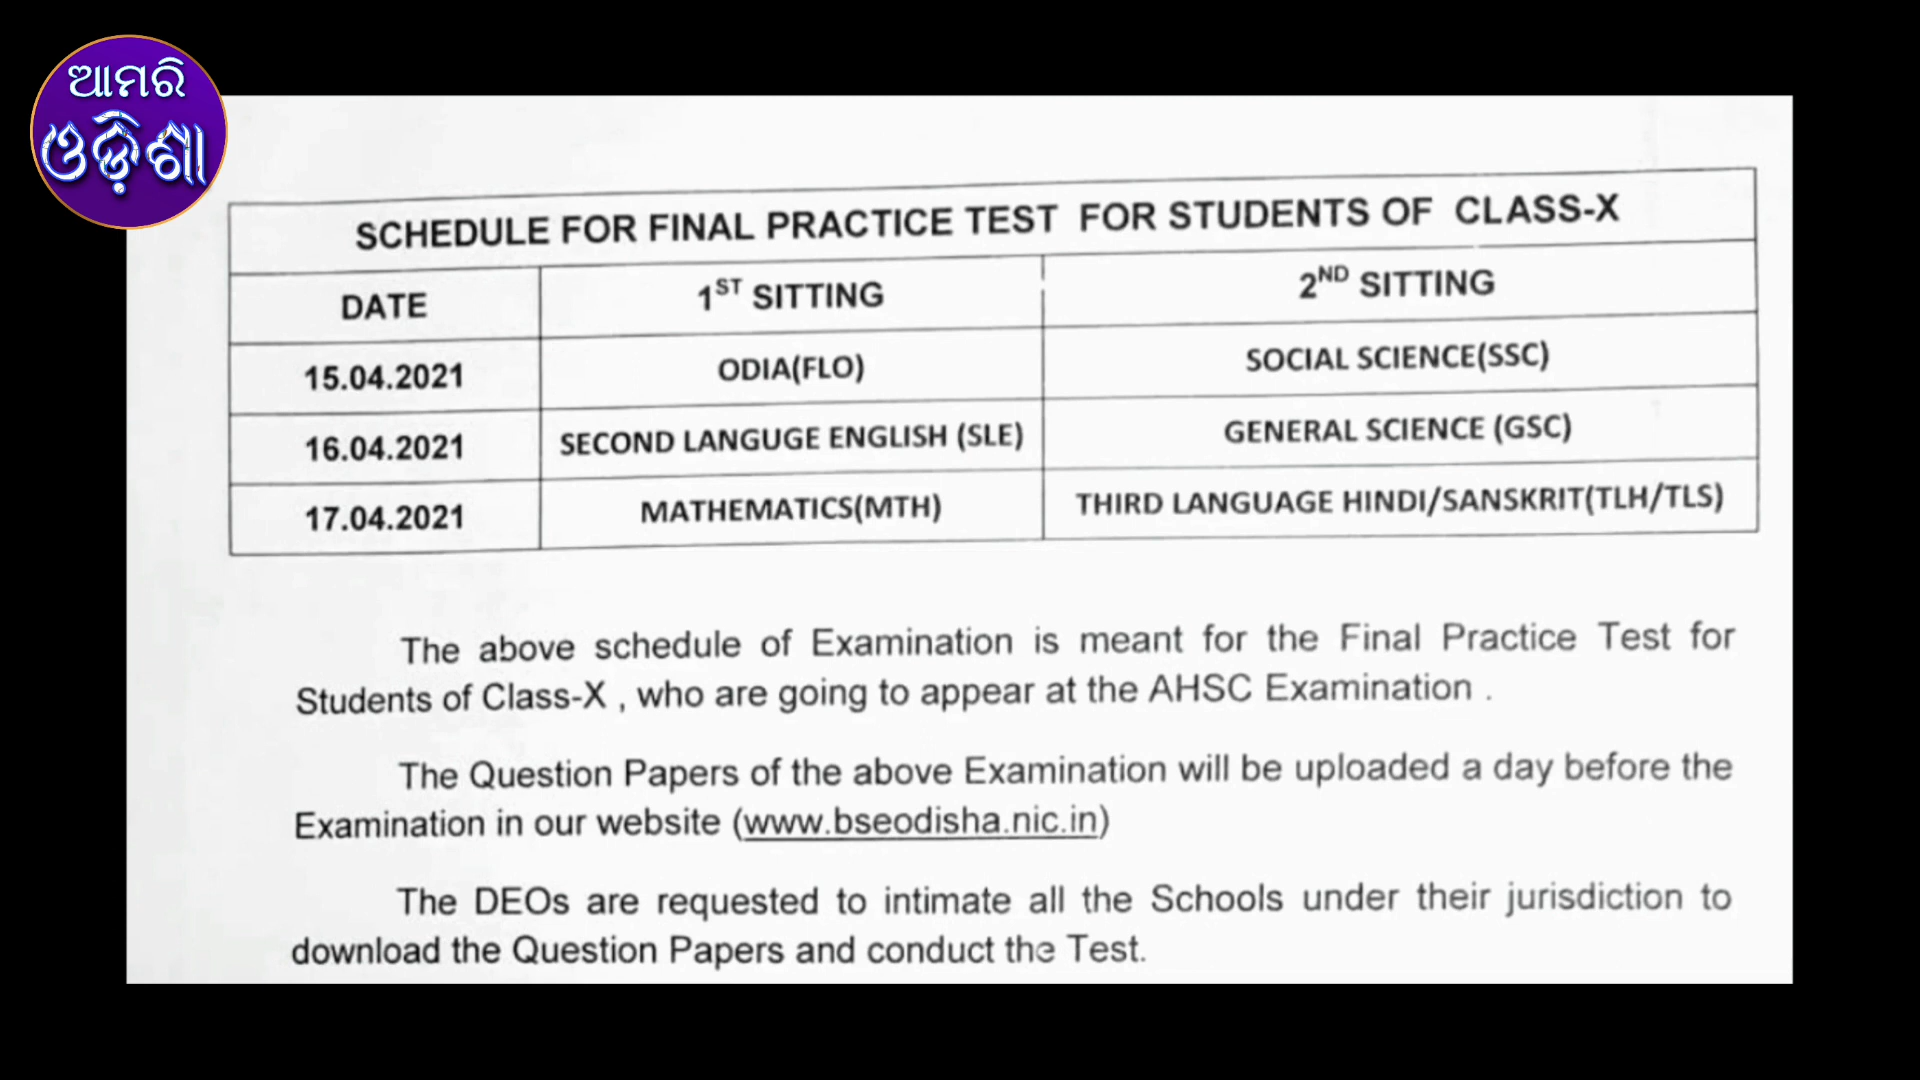 ଆମରି
ଓଡ଼ିଶା
SCHEDULE FOR FINAL PRACTICE TEST FOR STUDENTS OF CLASS-X
DATE 1ST SITTING 2ND SITTING
15.04.2021 ODIA(FLO) SOCIAL SCIENCE(SSC)
16.04.2021 SECOND LANGUGE ENGLISH (SLE) GENERAL SCIENCE (GSC)
17.04.2021 MATHEMATICS(MTH) THIRD LANGUAGE HINDI/SANSKRIT(TLH/TLS)
The above schedule of Examination is meant for the Final Practice Test for
Students of Class-X , who are going to appear at the AHSC Examination .
The Question Papers of the above Examination will be uploaded a day before the
Examination in our website (www.bseodisha.nic.in)
The DEOs are requested to intimate all the Schools under their jurisdiction to
download the Question Papers and conduct the Test.